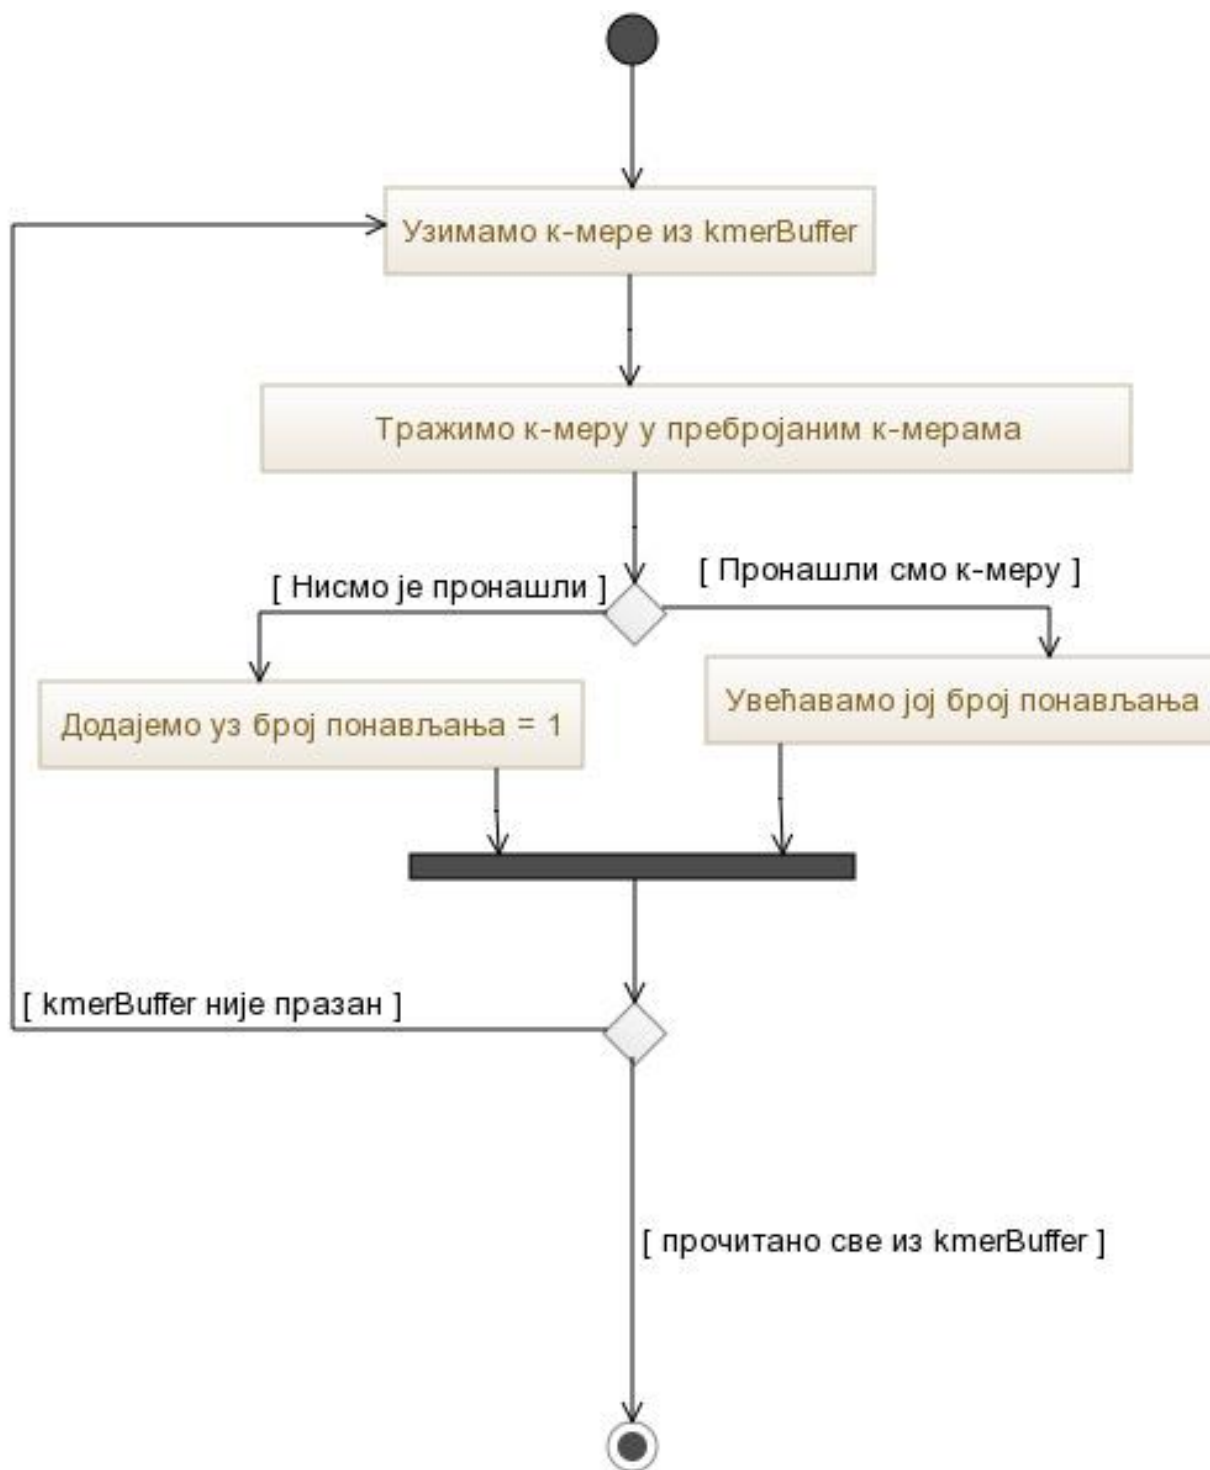 Узимамо к-мере из kmerBuffer
Тражимо к-меру у пребројаним к-мерама
[ Нисмо је пронашли ]
[ Пронашли смо к-меру ]
Додајемо уз број понављања = 1
Увећавамо јој број понављања
[ kmerBuffer није празан ]
[ прочитано све из kmerBuffer ]